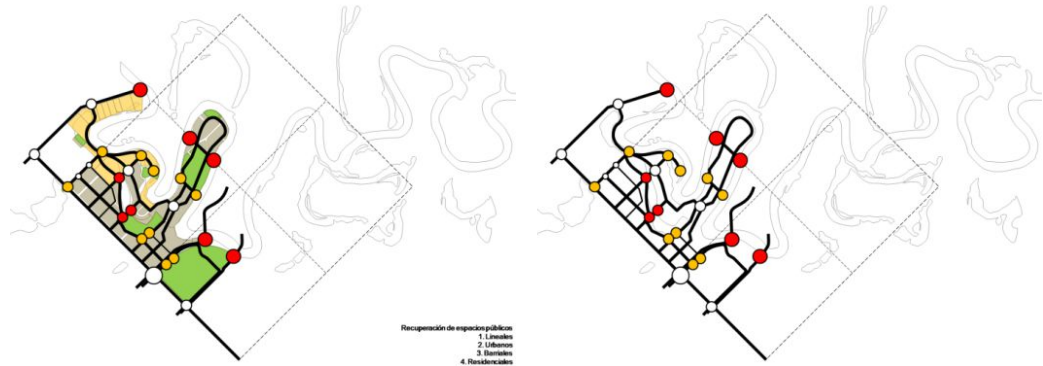 Recuperación de espacios públicos
1. Lineales
2. Urbanos
3. Barriales
4. Residenciales